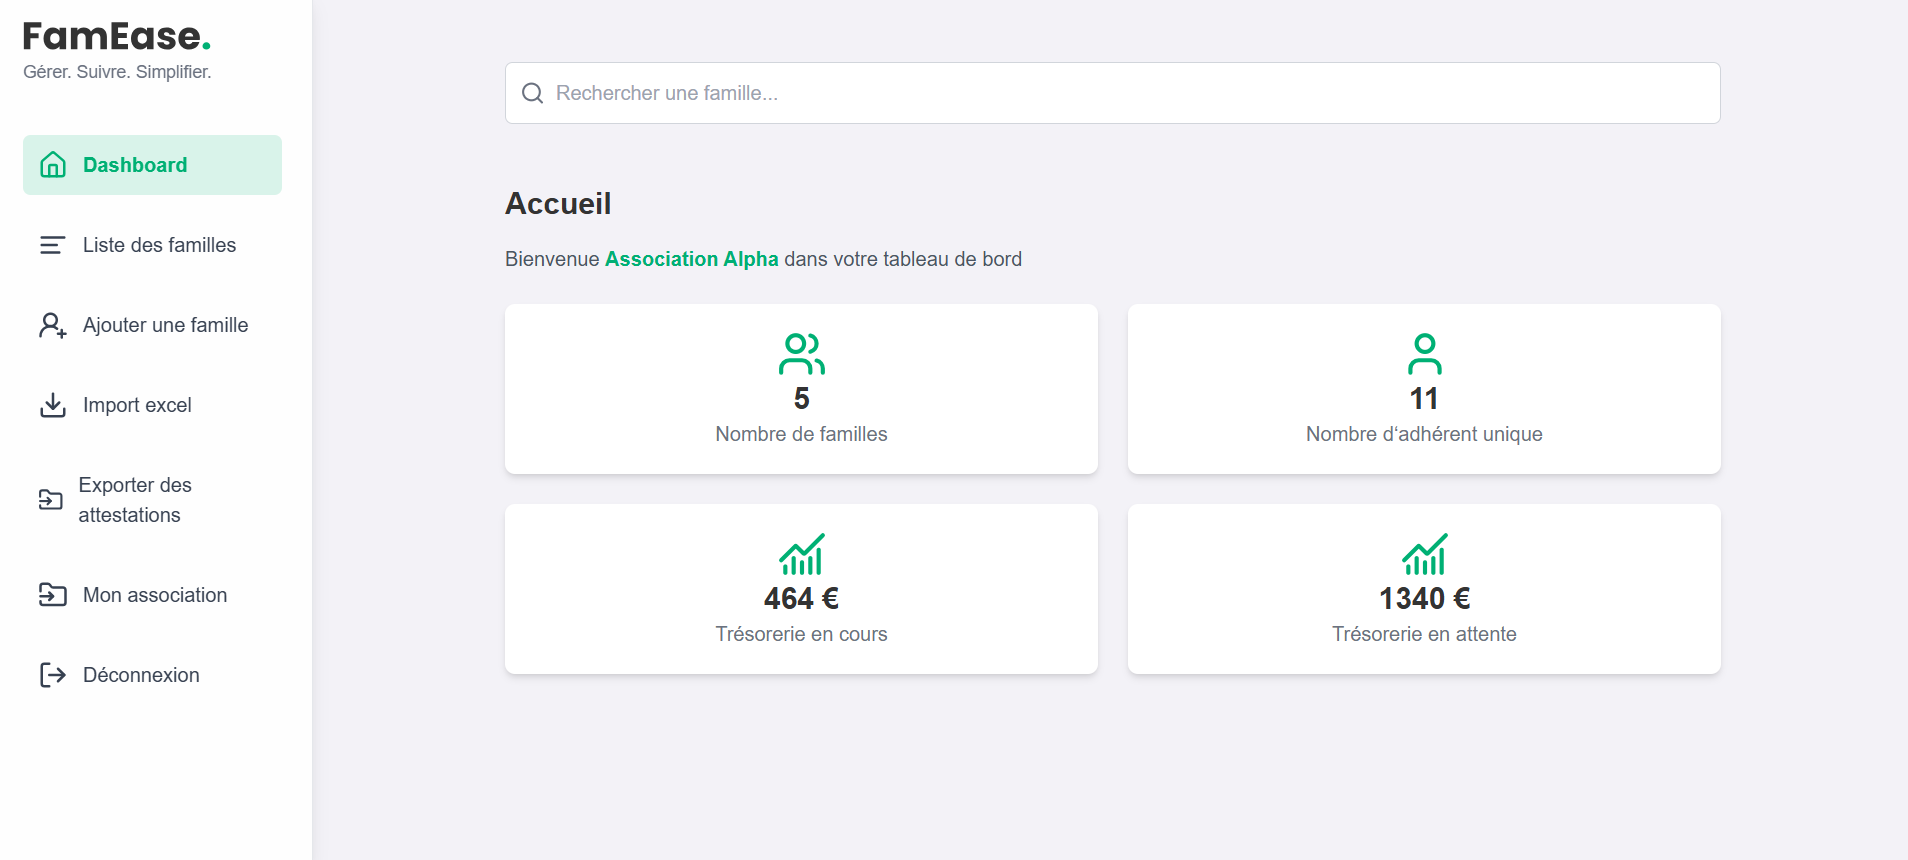 FamEase.
Gérer. Suivre. Simplifier.
Dashboard
Liste des familles
Ajouter une famille
Import excel
Exporter des
attestations
Mon association
Déconnexion
Rechercher une famille...
Accueil
Bienvenue Association Alpha dans votre tableau de bord
5
Nombre de familles
11
Nombre d‘adhérent unique
464 €
Trésorerie en cours
1340 €
Trésorerie en attente